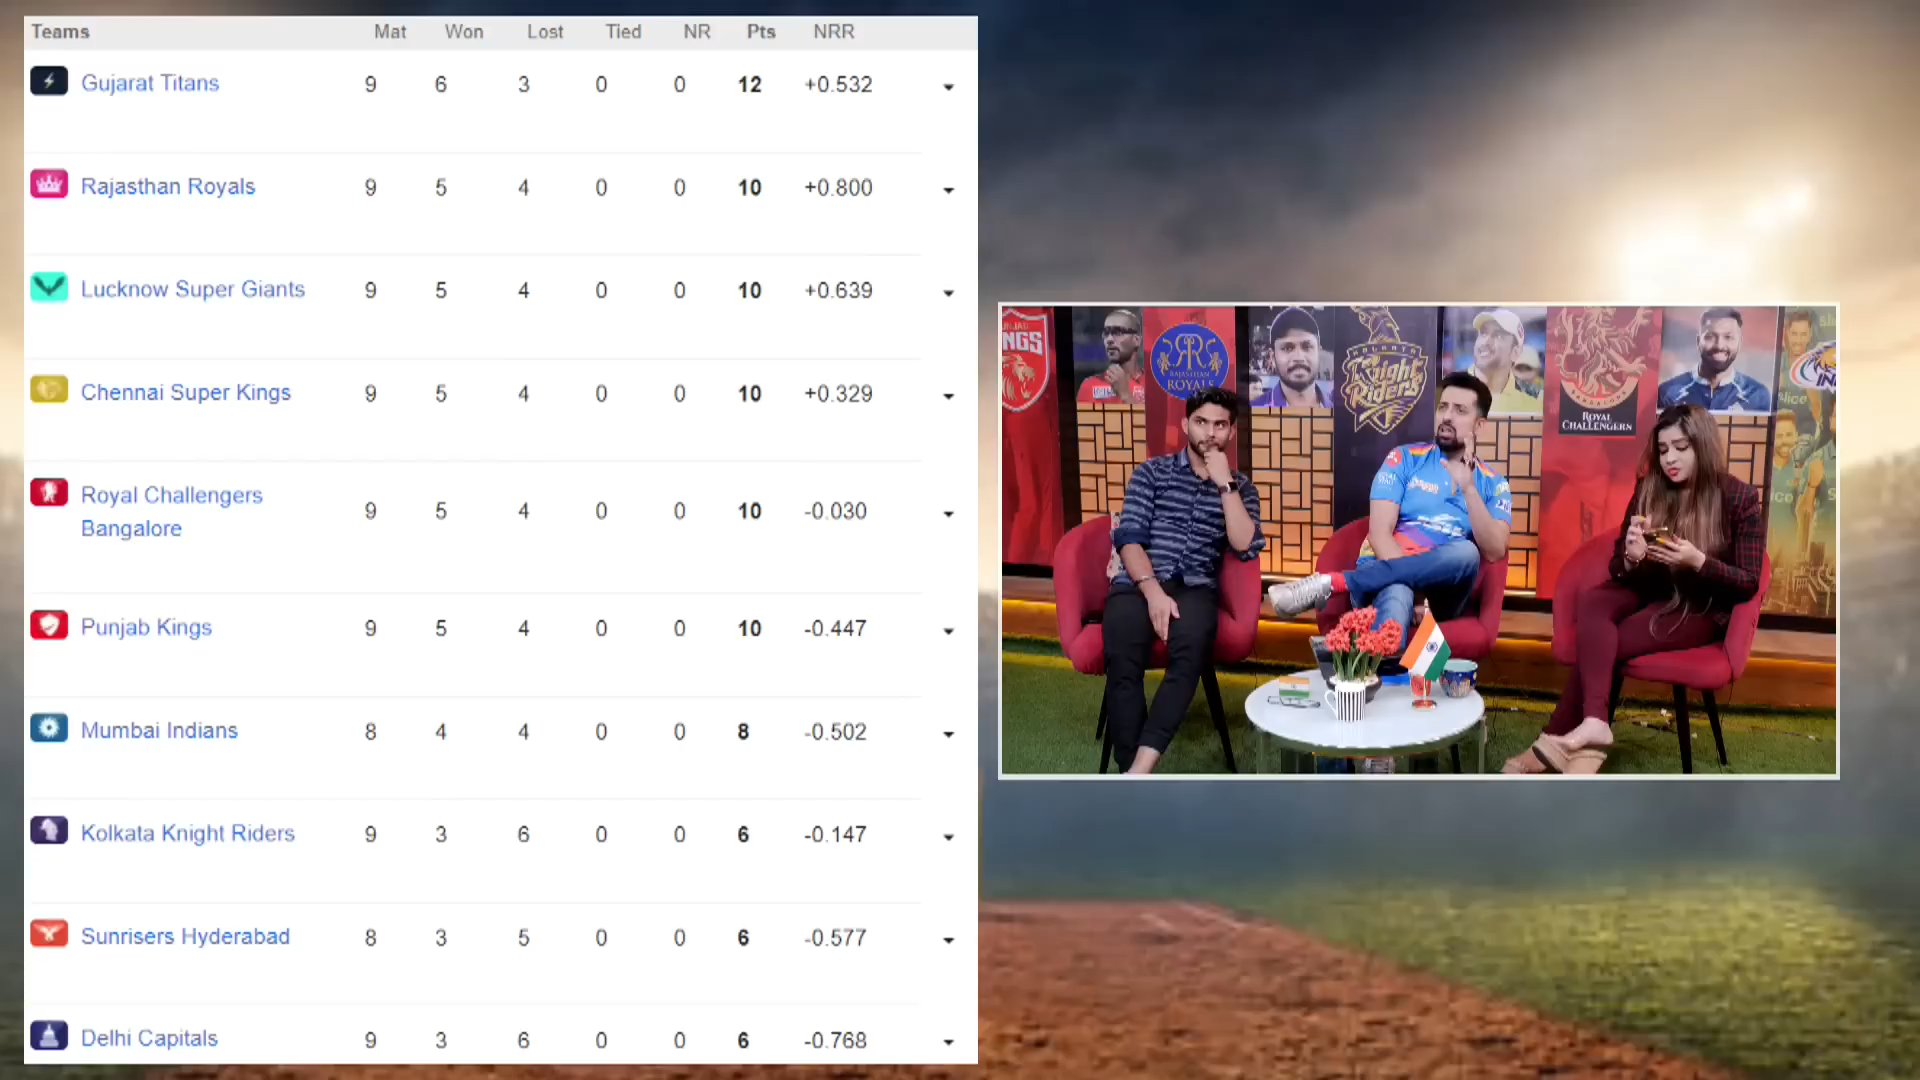 Teams Mat Won Lost Tied NR Pts NRR
Gujarat Titans 9 6 3 0 0 12 +0.532
Rajasthan Royals 9 5 4 0 0 10 +0.800
Lucknow Super Giants 9 5 4 0 0 10 +0.639
Chennai Super Kings 9 5 4 0 0 10 +0.329
Royal Challengers
Bangalore 9 5 4 0 0 10 -0.030
Punjab Kings 9 5 4 0 0 10 -0.447
Mumbai Indians 8 4 4 0 0 8 -0.502
Kolkata Knight Riders 9 3 6 0 0 6 -0.147
Sunrisers Hyderabad 8 3 5 0 0 6 -0.577
Delhi Capitals 9 3 6 0 0 6 -0.768
NGS
RR
RAJASTHAN
ROYALS
KOLKATA
Knight
Riders
ROYAL
CHALLENGERS
slice